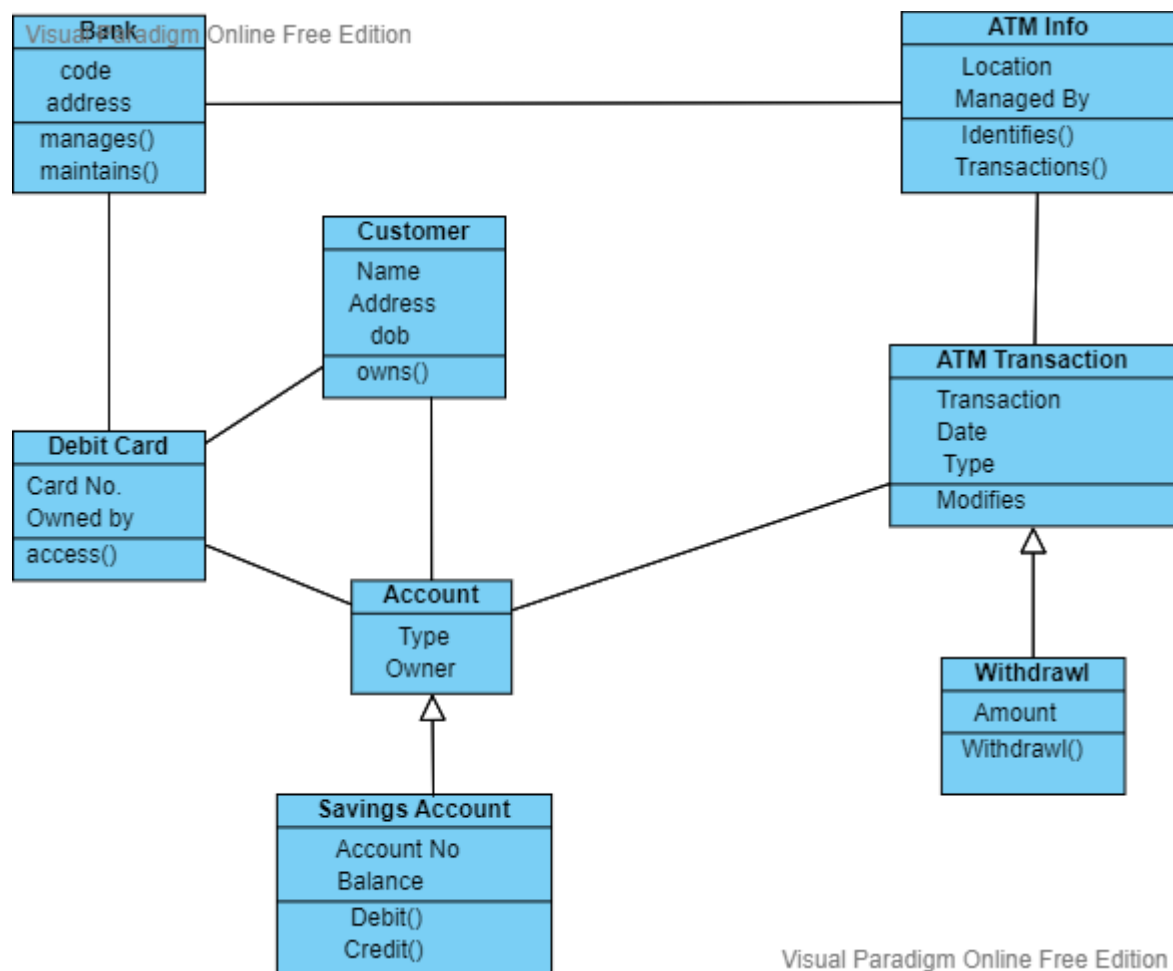 Visual Paradigm Online Free Edition
Bank
code
address
manages()
maintains()
ATM Info
Location
Managed By
Identifies()
Transactions()
Customer
Name
Address
dob
owns()
Debit Card
Card No.
Owned by
access()
ATM Transaction
Transaction
Date
Type
Modifies
Account
Type
Owner
Withdrawl
Amount
Withdrawl()
Savings Account
Account No
Balance
Debit()
Credit()
Visual Paradigm Online Free Edition